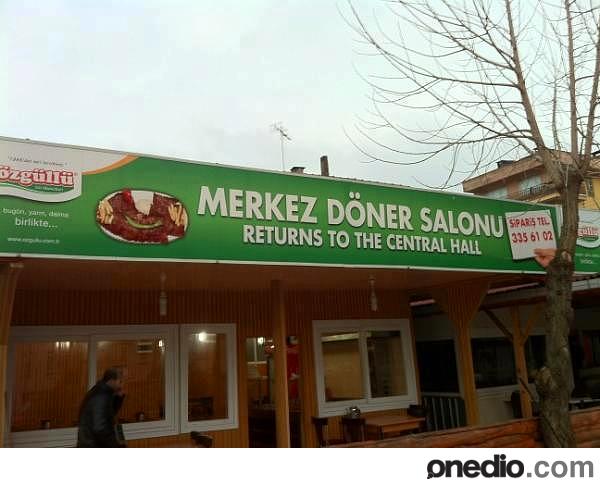 özgüllü
bugün, yarın, daima
birlikte...
www.ozgullu.com.tr
MERKEZ DÖNER SALONU
RETURNS TO THE CENTRAL HALL
SİPARİŞ TEL.
335 61 02
birlikte...
onedio.com